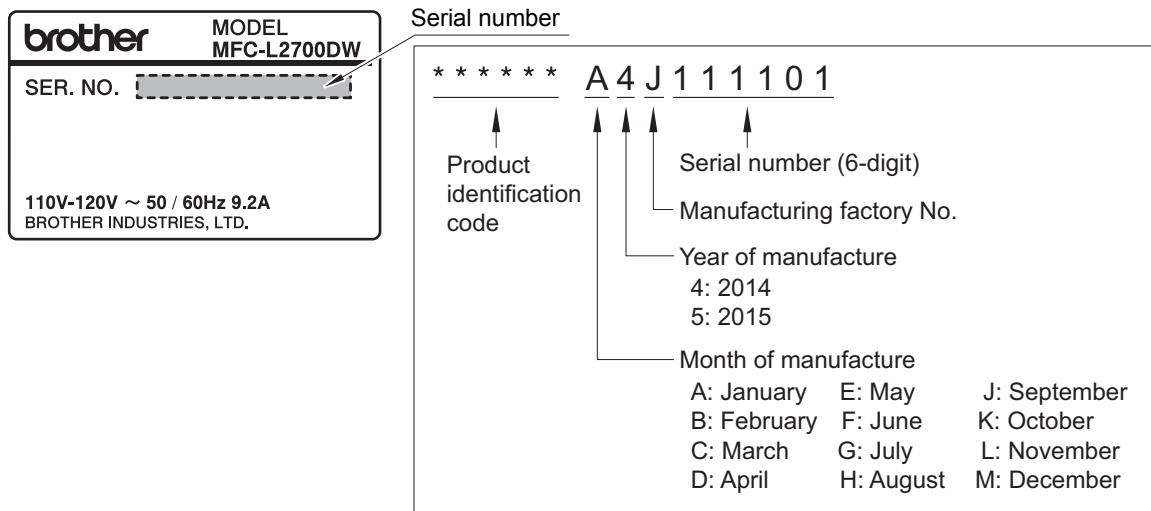 Serial number
brother
MODEL
MFC-L2700DW
SER. NO.
110V-120V ~ 50 / 60Hz 9.2A
BROTHER INDUSTRIES, LTD.
* * * * * * A 4 J 1 1 1 1 0 1
Product
identification
code
Serial number (6-digit)
Manufacturing factory No.
Year of manufacture
4: 2014
5: 2015
Month of manufacture
A: January E: May J: September
B: February F: June K: October
C: March G: July L: November
D: April H: August M: December